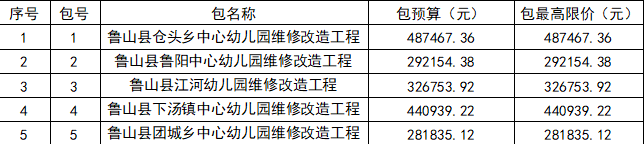 序号 包号 包名称 包预算（元） 包最高限价（元）
1 1 鲁山县仓头乡中心幼儿园维修改造工程 487467.36 487467.36
2 2 鲁山县鲁阳中心幼儿园维修改造工程 292154.38 292154.38
3 3 鲁山县江河幼儿园维修改造工程 326753.92 326753.92
4 4 鲁山县下汤镇中心幼儿园维修改造工程 440939.22 440939.22
5 5 鲁山县团城乡中心幼儿园维修改造工程 281835.12 281835.12